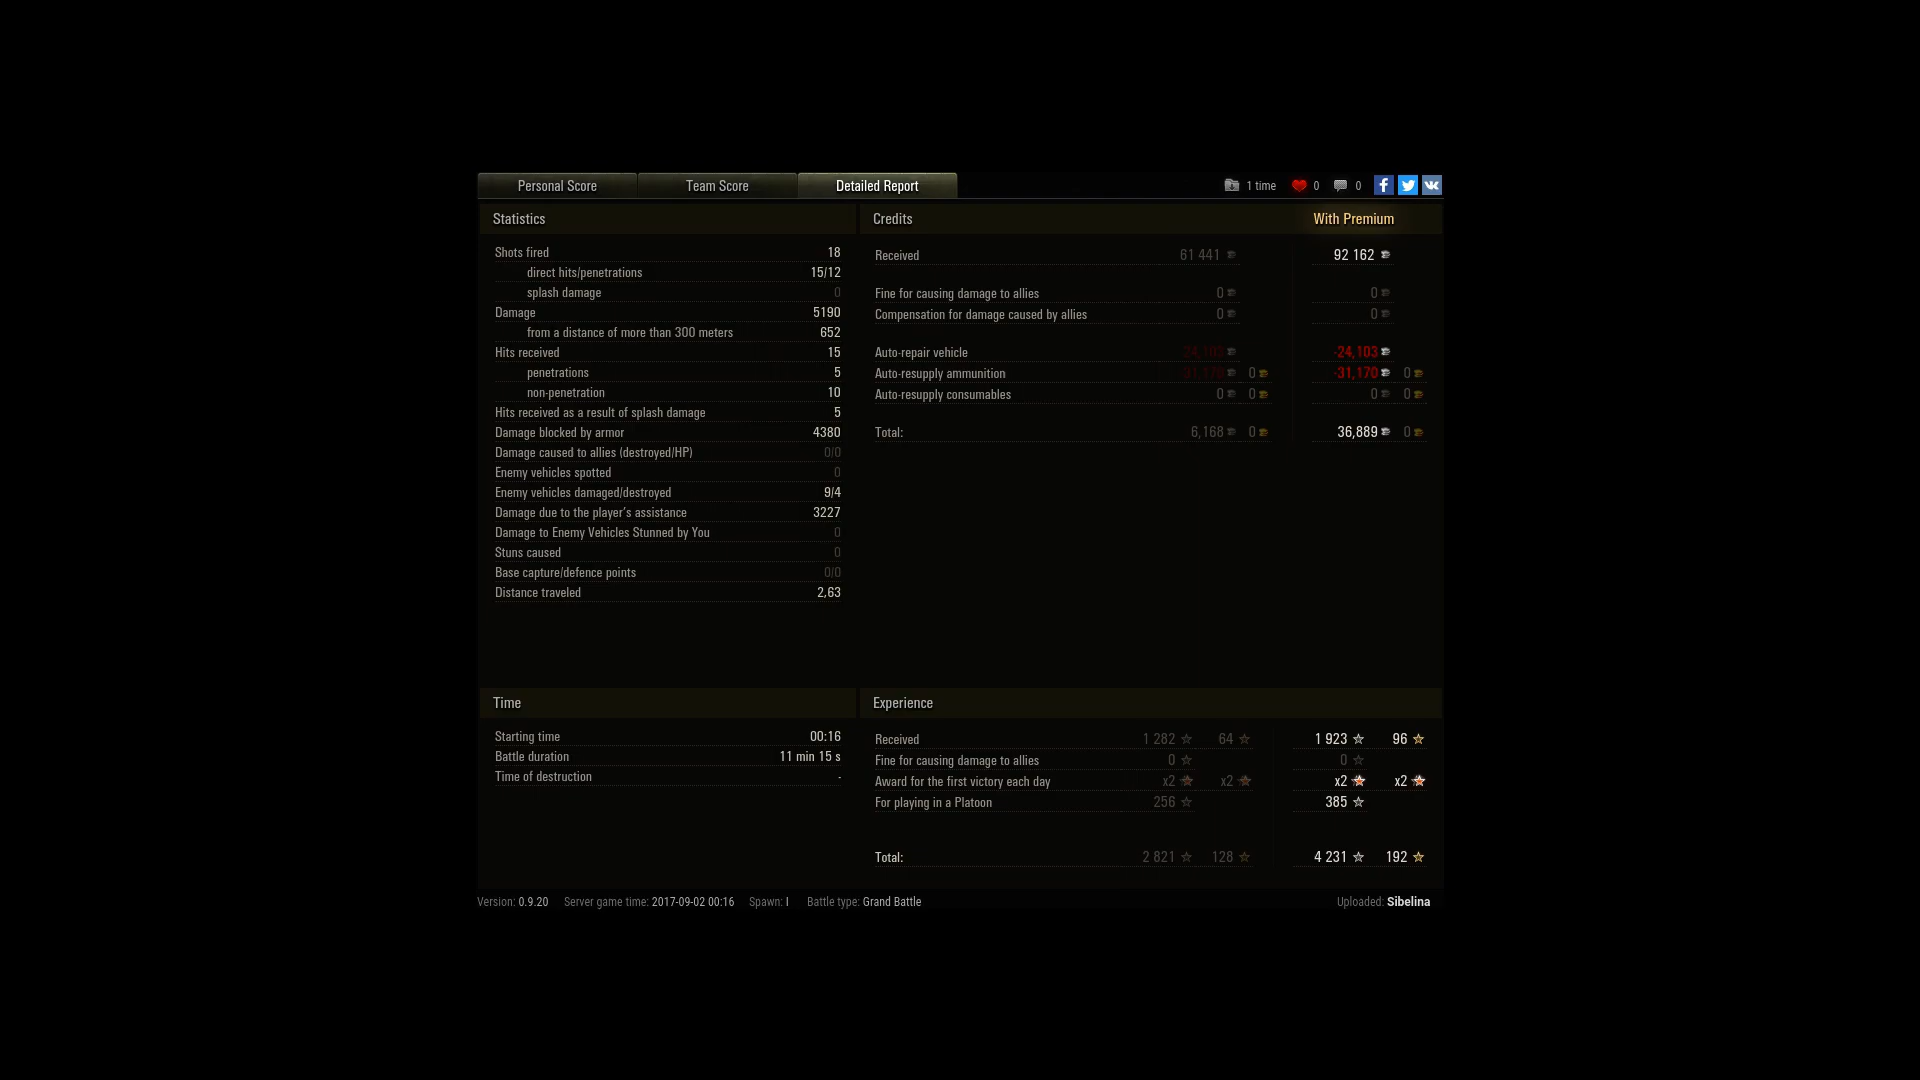 Personal Score Team Score Detailed Report 1 time 0 0
Statistics
Shots fired 18
direct hits/penetrations 15/12
splash damage 0
Damage 5190
from a distance of more than 300 meters 652
Hits received 15
penetrations 5
non-penetration 10
Hits received as a result of splash damage 5
Damage blocked by armor 4380
Damage caused to allies (destroyed/HP) 0/0
Enemy vehicles spotted 0
Enemy vehicles damaged/destroyed 9/4
Damage due to the player's assistance 3227
Damage to Enemy Vehicles Stunned by You 0
Stuns caused 0
Base capture/defence points 0/0
Distance traveled 2,63
Credits With Premium
Received 61 441 92 162
Fine for causing damage to allies 0 0
Compensation for damage caused by allies 0 0
Auto-repair vehicle -24,103 -24,103
Auto-resupply ammunition -31,170 0 -31,170 0
Auto-resupply consumables 0 0 0 0
Total: 6,168 0 36,889 0
Time
Starting time 00:16
Battle duration 11 min 15 s
Time of destruction -
Experience
Received 1 282 64 1 923 96
Fine for causing damage to allies 0 0
Award for the first victory each day x2 x2 x2 x2
For playing in a Platoon 256 385
Total: 2 821 128 4 231 192
Version: 0.9.20 Server game time: 2017-09-02 00:16 Spawn: I Battle type: Grand Battle Uploaded: Sibelina